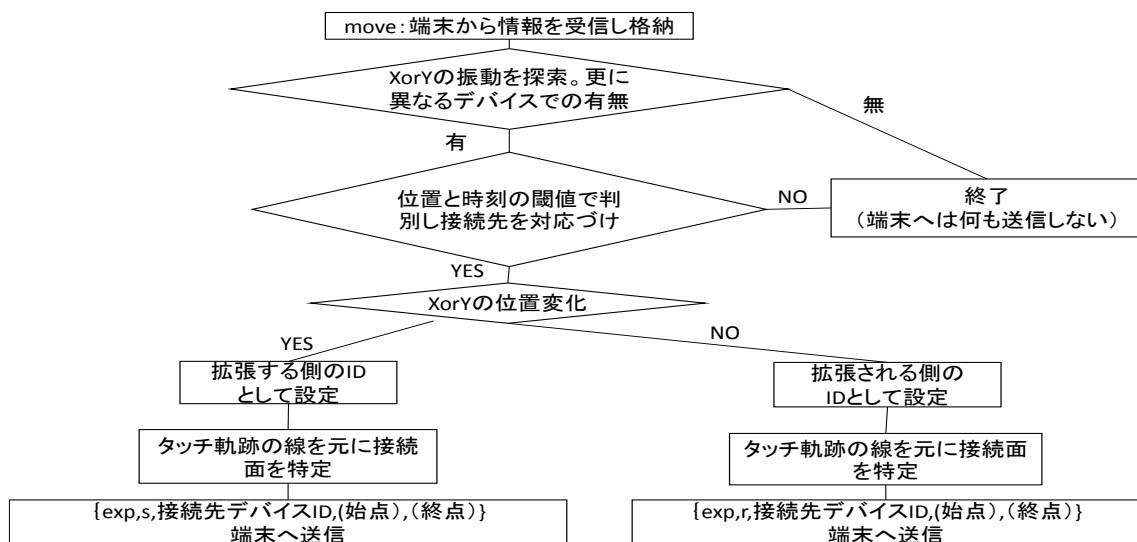 move:端末から情報を受信し格納
XorYの振動を探索。更に
異なるデバイスでの有無
無
有
位置と時刻の閾値で判
別し接続先を対応づけ
NO
終了
（端末へは何も送信しない）
YES
XorYの位置変化
YES
NO
拡張する側のID
として設定
拡張される側の
IDとして設定
タッチ軌跡の線を元に接続
面を特定
タッチ軌跡の線を元に接続面
を特定
{exp,s,接続先デバイスID,(始点),(終点)}
端末へ送信
{exp,r,接続先デバイスID,(始点),(終点)}
端末へ送信